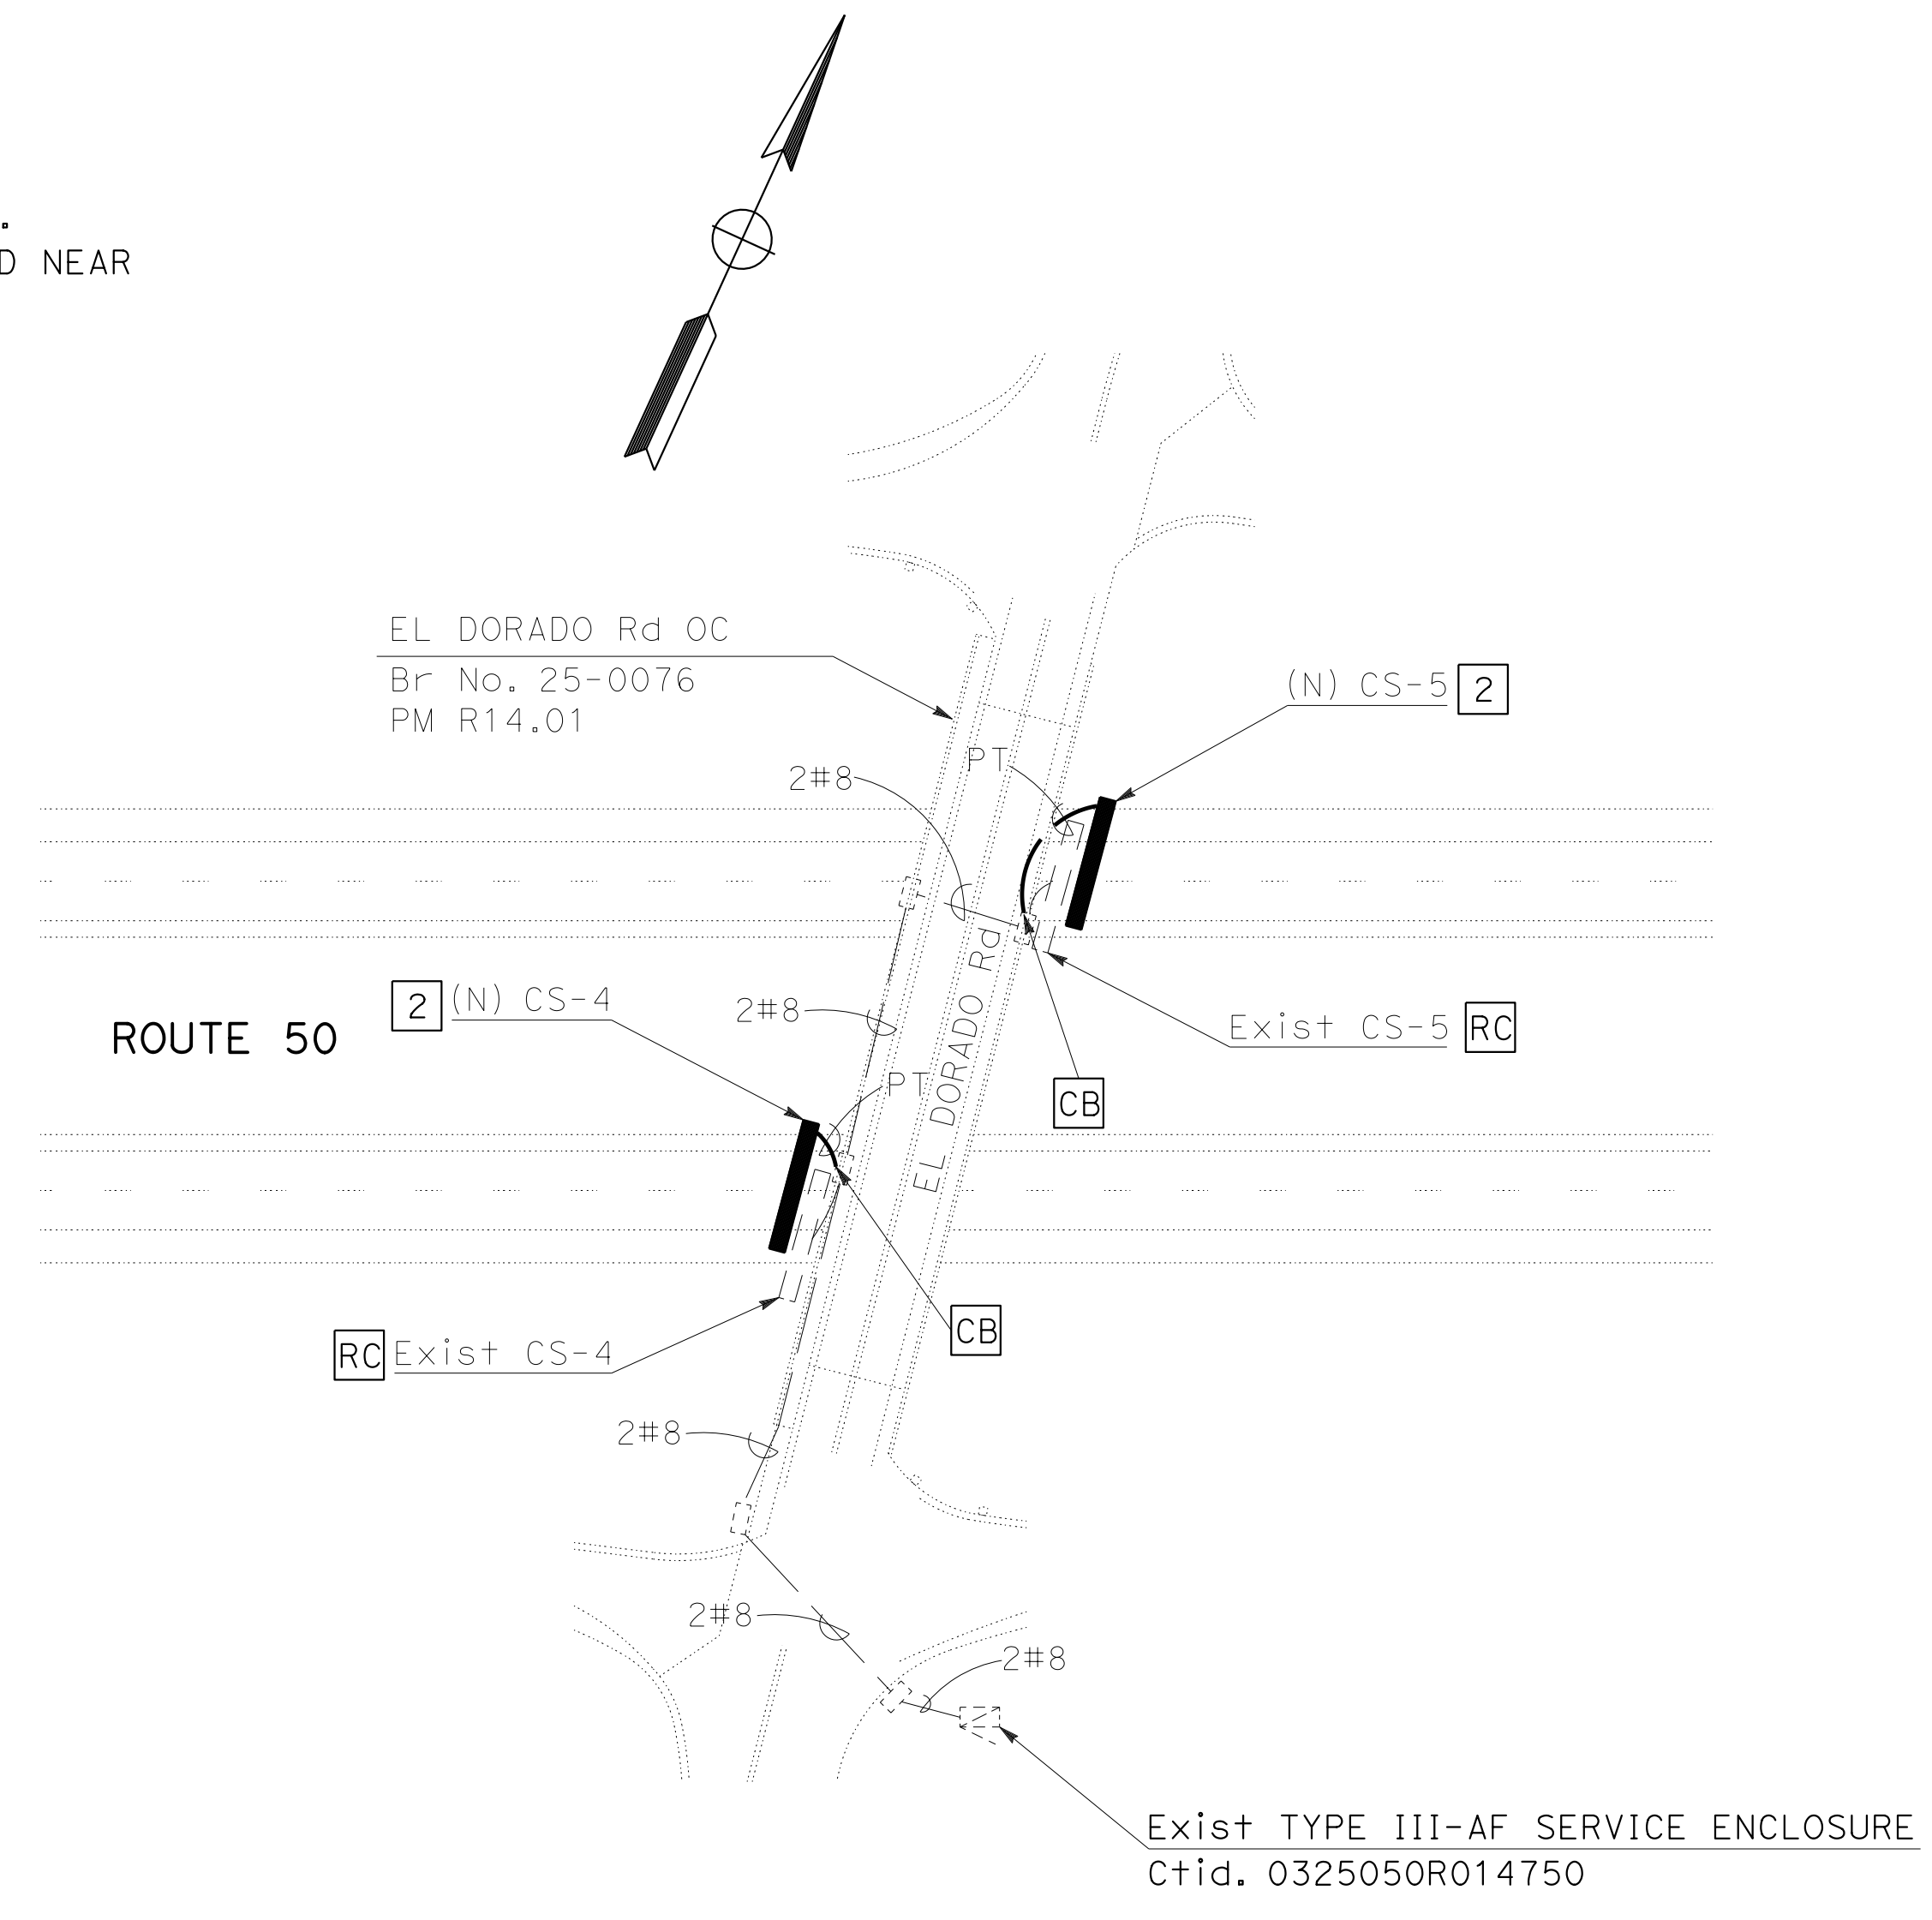 .
D NEAR
EL DORADO Rd OC
Br No. 25-0076
PM R14.01
(N) CS-5 2
PT
2#8
2 (N) CS-4
2#8
ROUTE 50
EL DORADO Rd
Exist CS-5 RC
PT
CB
CB
RC Exist CS-4
2#8
2#8
2#8
Exist TYPE III-AF SERVICE ENCLOSURE
Ctid. 0325050R014750